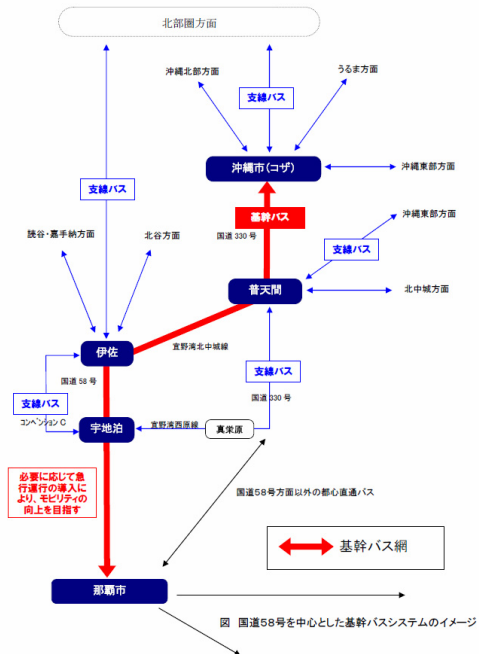 北部圏方面
沖縄北部方面
うるま方面
支線バス
沖縄市(コザ)
沖縄東部方面
支線バス
基幹バス
国道 330 号
沖縄東部方面
読谷・嘉手納方面
北谷方面
支線バス
普天間
北中城方面
宜野湾北中城線
伊佐
国道 58 号
支線バス
国道 330 号
支線バス
コンベンション C
宇地泊
宜野湾西原線
真栄原
必要に応じて急
行運行の導入に
より、モビリティの
向上を目指す
国道58号方面以外の都心直通バス
基幹バス網
那覇市
図 国道58号を中心とした基幹バスシステムのイメージ